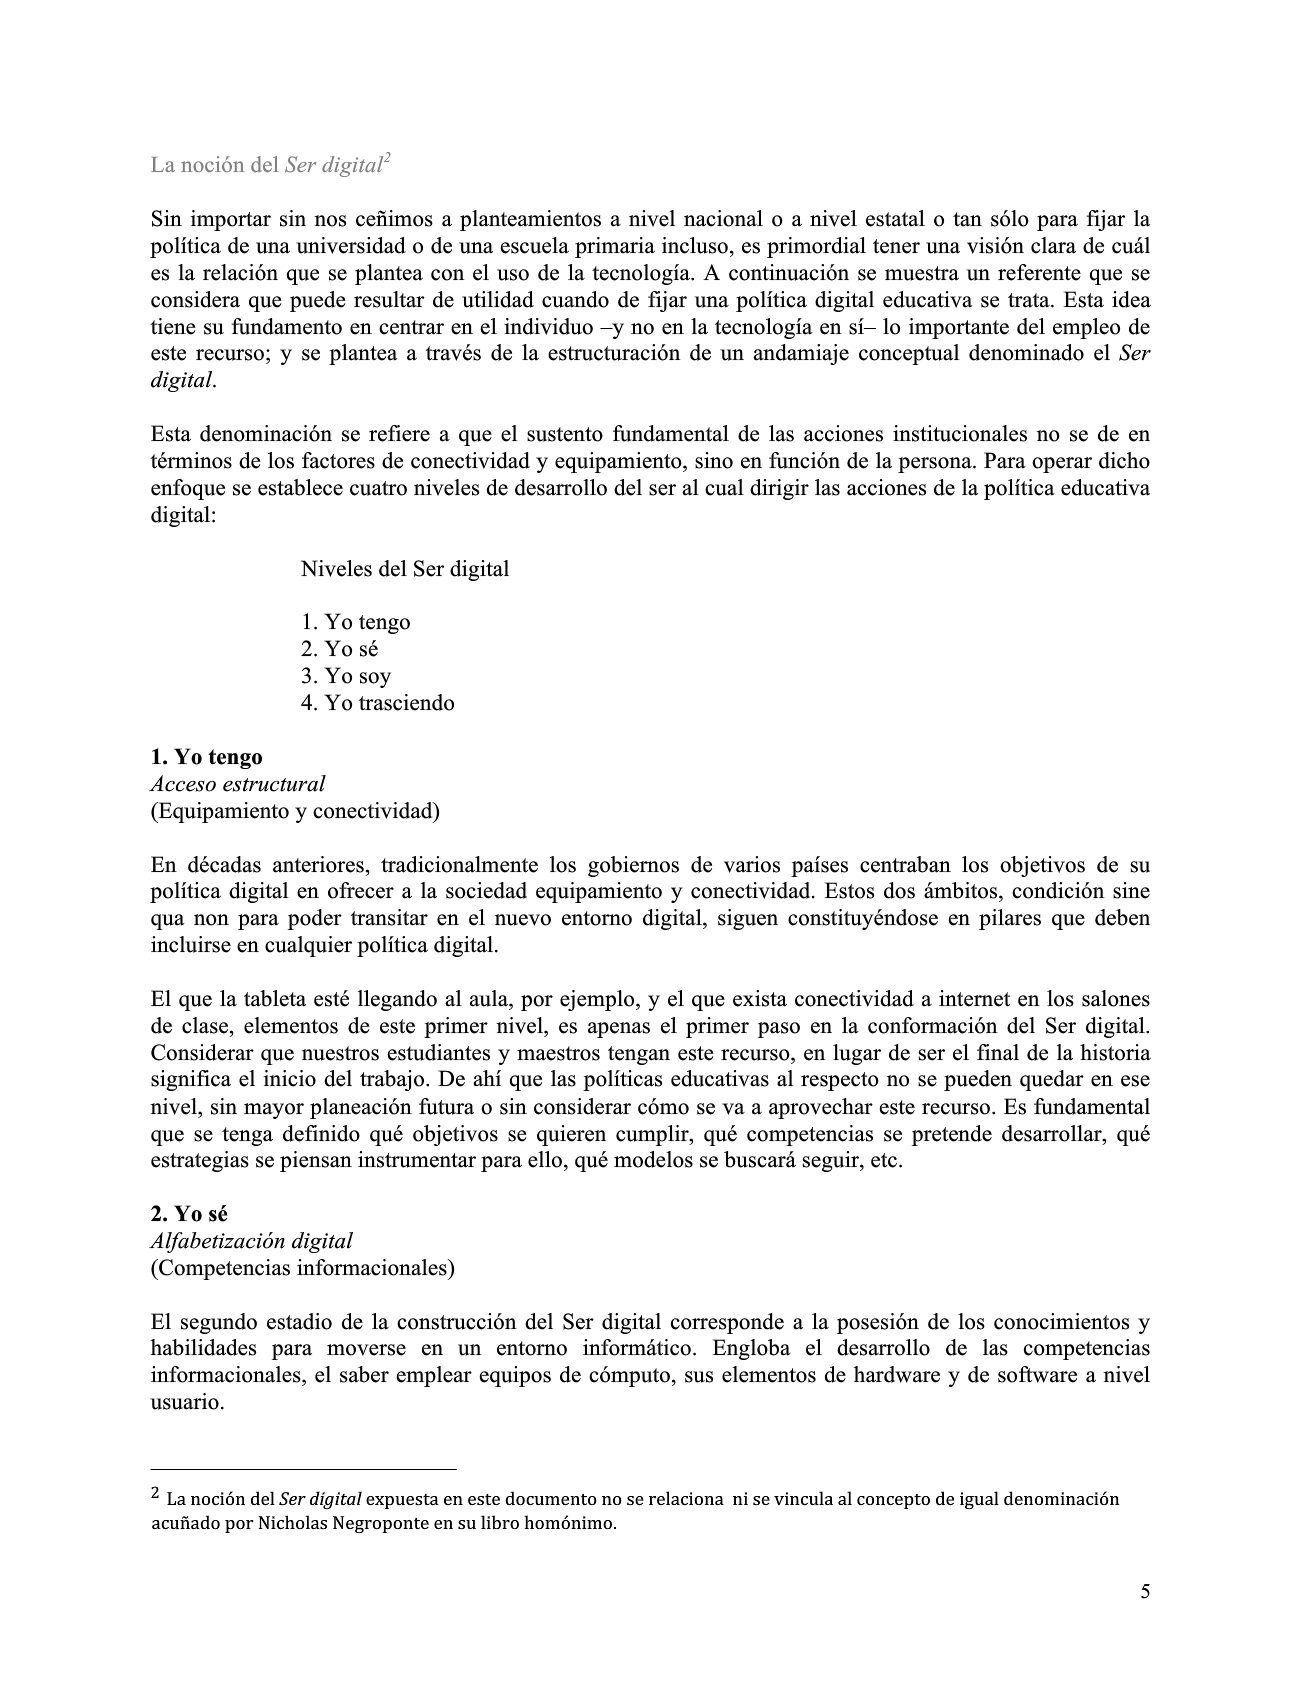 La noción del Ser digital2
Sin importar sin nos ceñimos a planteamientos a nivel nacional o a nivel estatal o tan sólo para fijar la
política de una universidad o de una escuela primaria incluso, es primordial tener una visión clara de cuál
es la relación que se plantea con el uso de la tecnología. A continuación se muestra un referente que se
considera que puede resultar de utilidad cuando de fijar una política digital educativa se trata. Esta idea
tiene su fundamento en centrar en el individuo –y no en la tecnología en sí– lo importante del empleo de
este recurso; y se plantea a través de la estructuración de un andamiaje conceptual denominado el Ser
digital.
Esta denominación se refiere a que el sustento fundamental de las acciones institucionales no se de en
términos de los factores de conectividad y equipamiento, sino en función de la persona. Para operar dicho
enfoque se establece cuatro niveles de desarrollo del ser al cual dirigir las acciones de la política educativa
digital:
Niveles del Ser digital
1. Yo tengo
2. Yo sé
3. Yo soy
4. Yo trasciendo
1. Yo tengo
Acceso estructural
(Equipamiento y conectividad)
En décadas anteriores, tradicionalmente los gobiernos de varios países centraban los objetivos de su
política digital en ofrecer a la sociedad equipamiento y conectividad. Estos dos ámbitos, condición sine
qua non para poder transitar en el nuevo entorno digital, siguen constituyéndose en pilares que deben
incluirse en cualquier política digital.
El que la tableta esté llegando al aula, por ejemplo, y el que exista conectividad a internet en los salones
de clase, elementos de este primer nivel, es apenas el primer paso en la conformación del Ser digital.
Considerar que nuestros estudiantes y maestros tengan este recurso, en lugar de ser el final de la historia
significa el inicio del trabajo. De ahí que las políticas educativas al respecto no se pueden quedar en ese
nivel, sin mayor planeación futura o sin considerar cómo se va a aprovechar este recurso. Es fundamental
que se tenga definido qué objetivos se quieren cumplir, qué competencias se pretende desarrollar, qué
estrategias se piensan instrumentar para ello, qué modelos se buscará seguir, etc.
2. Yo sé
Alfabetización digital
(Competencias informacionales)
El segundo estadio de la construcción del Ser digital corresponde a la posesión de los conocimientos y
habilidades para moverse en un entorno informático. Engloba el desarrollo de las competencias
informacionales, el saber emplear equipos de cómputo, sus elementos de hardware y de software a nivel
usuario.
2 La noción del Ser digital expuesta en este documento no se relaciona ni se vincula al concepto de igual denominación
acuñado por Nicholas Negroponte en su libro homónimo.
5